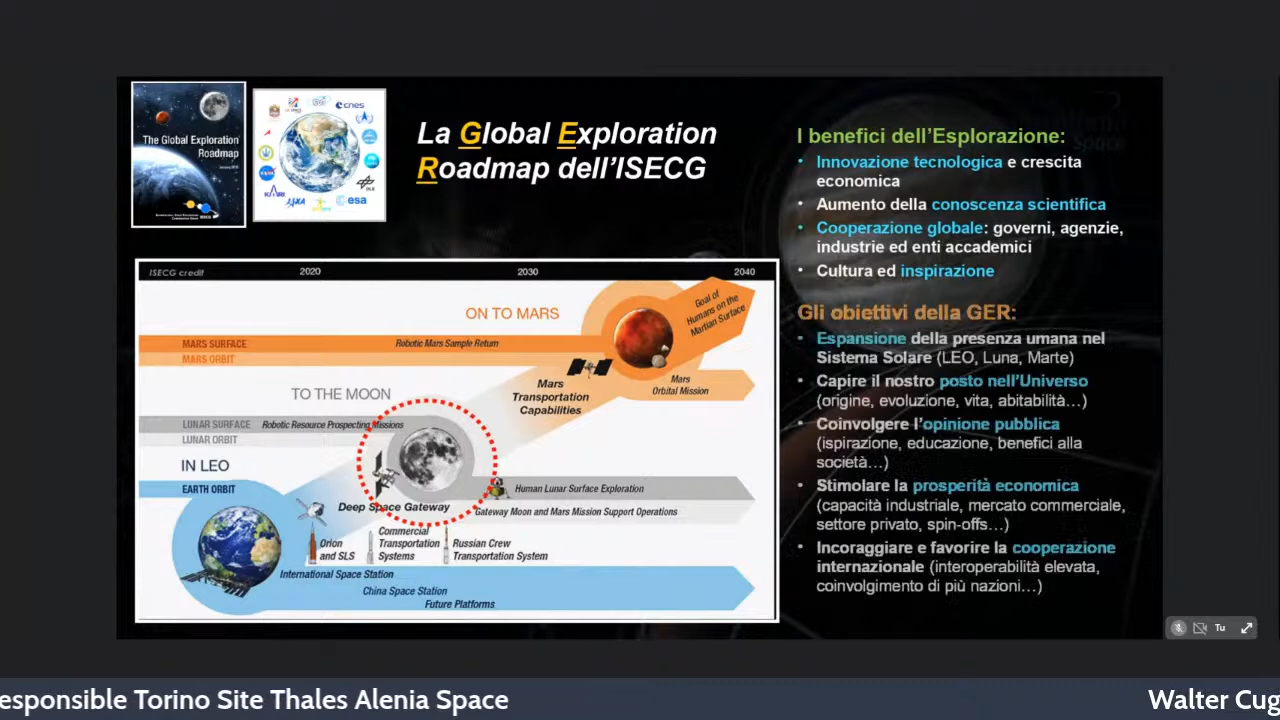 The Global Exploration
Roadmap
cnes
esa
La Global Exploration
Roadmap dell'ISECG
ISECG credit
2020
2030
2040
ON TO MARS
Goal of
Humans on the
Martian Surface
MARS SURFACE
Robotic Mars Sample Return
MARS ORBIT
Mars
Transportation
Capabilities
Mars
Orbital Mission
TO THE MOON
LUNAR SURFACE
Robotic Resource Prospecting Missions
LUNAR ORBIT
IN LEO
EARTH ORBIT
Human Lunar Surface Exploration
Deep Space Gateway
Gateway Moon and Mars Mission Support Operations
Orion
and SLS
Commercial
Transportation
Systems
Russian Crew
Transportation System
International Space Station
China Space Station
Future Platforms
I benefici dell'Esplorazione:
• Innovazione tecnologica e crescita
economica
• Aumento della conoscenza scientifica
• Cooperazione globale: governi, agenzie,
industrie ed enti accademici
• Cultura ed inspirazione
Gli obiettivi della GER:
• Espansione della presenza umana nel
Sistema Solare (LEO, Luna, Marte)
• Capire il nostro posto nell'Universo
(origine, evoluzione, vita, abitabilità…)
• Coinvolgere l'opinione pubblica
(ispirazione, educazione, benefici alla
società…)
• Stimolare la prosperità economica
(capacità industriale, mercato commerciale,
settore privato, spin-offs…)
• Incoraggiare e favorire la cooperazione
internazionale (interoperabilità elevata,
coinvolgimento di più nazioni…)
Tu
esponsible Torino Site Thales Alenia Space
Walter Cug